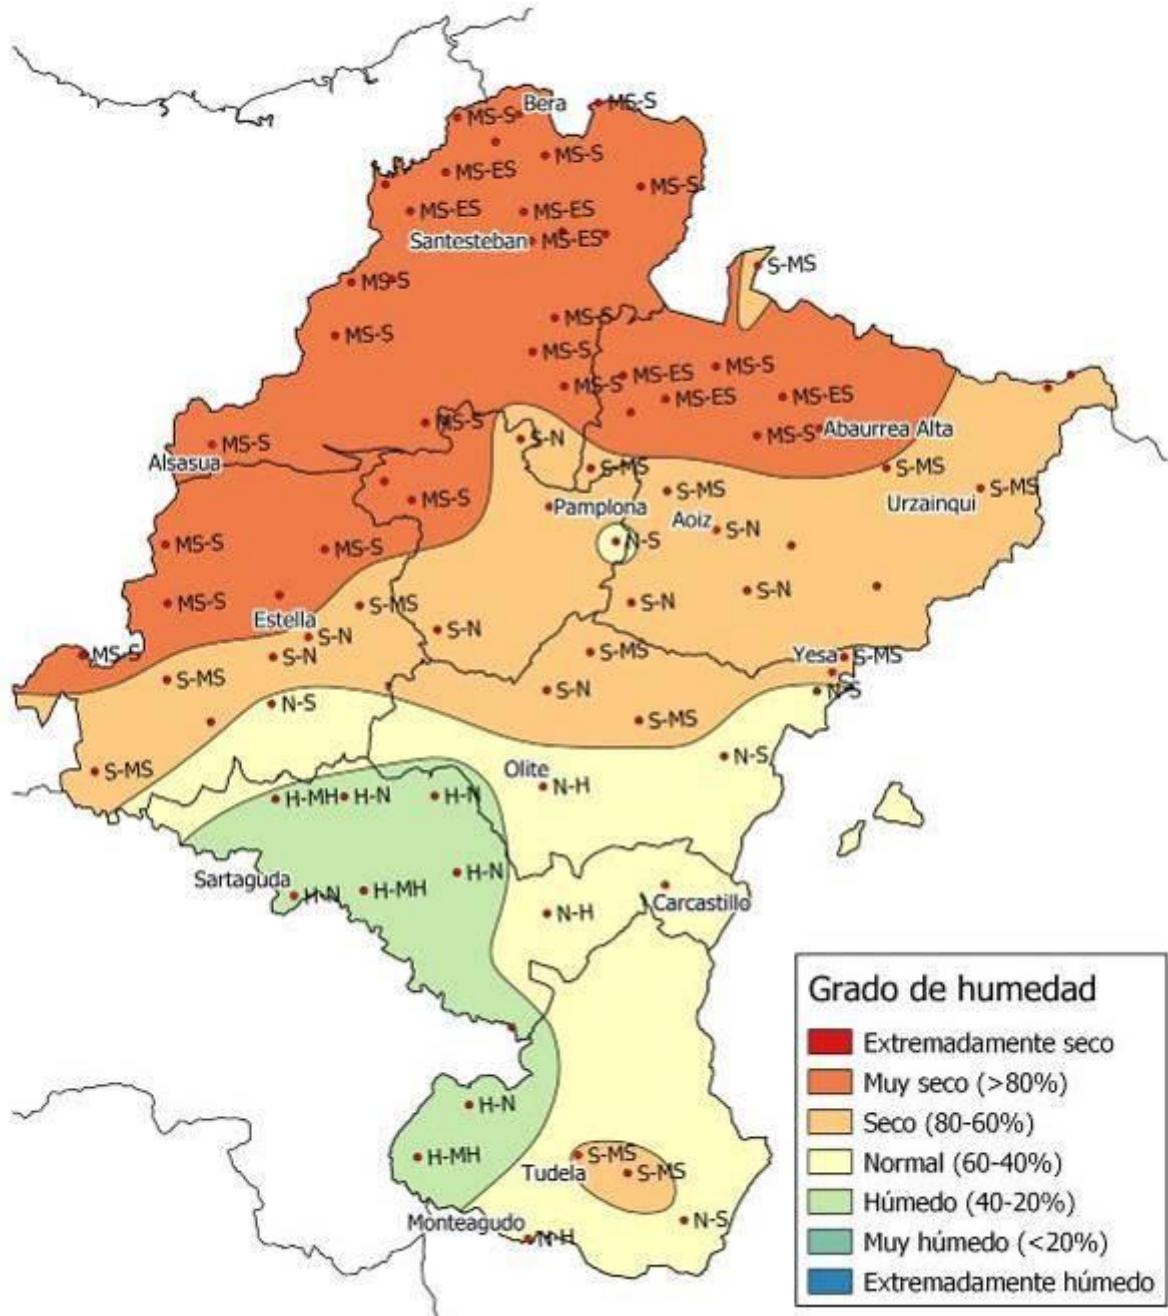 Bera
MS-S
MS-S
MS-S
MS-ES
MS-S
MS-ES
MS-ES
Santesteban
MS-ES
S-MS
MS-S
MS-S
MS-S
MS-S
MS-S
MS-ES
MS-S
MS-ES
MS-ES
MS-S
S-N
MS-S
Abaurrea Alta
MS-S
Alsasua
S-MS
S-MS
MS-S
S-MS
S-MS
Urzainqui
Pamplona
Aoiz
S-N
MS-S
MS-S
N-S
MS-S
S-MS
S-N
S-N
Estella
S-N
S-N
MS-S
S-N
S-MS
Yesa
S-MS
S-MS
S-N
N-S
N-S
S-MS
N-S
S-MS
Olite
N-H
H-MH
H-N
H-N
Sartaguda
H-N
H-MH
H-N
Carcastillo
N-H
H-N
H-MH
Tudela
S-MS
S-MS
Monteagudo
N-H
N-S
Grado de humedad
Extremadamente seco
Muy seco (>80%)
Seco (80-60%)
Normal (60-40%)
Húmedo (40-20%)
Muy húmedo (<20%)
Extremadamente húmedo